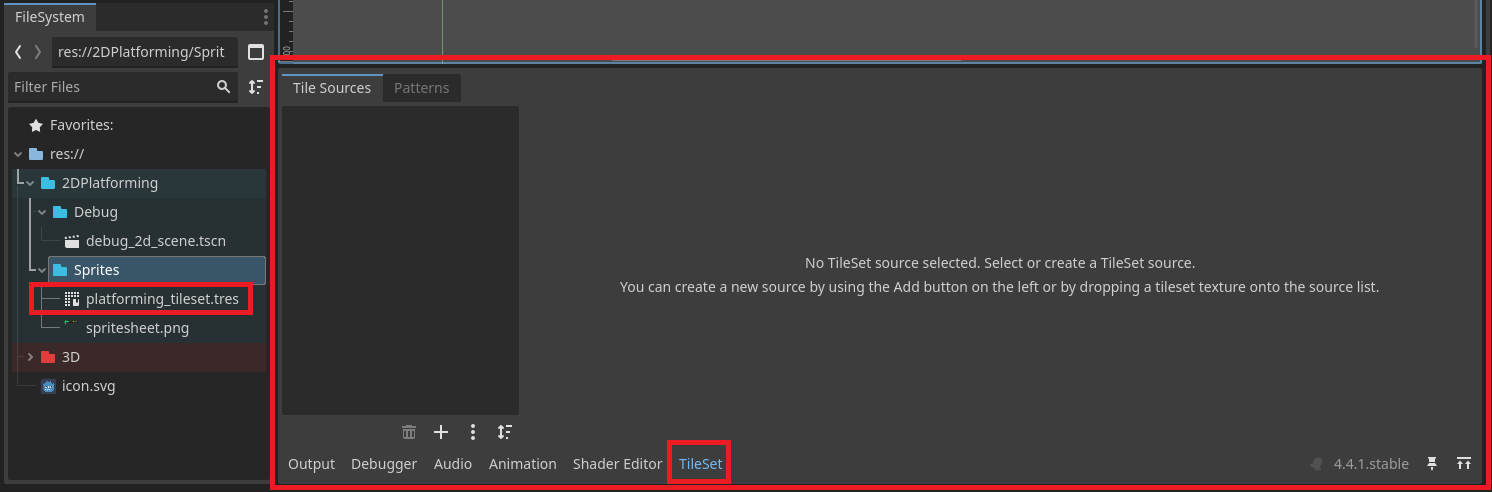 FileSystem
res://2DPlatforming/Sprit
Filter Files
Favorites:
res://
2DPlatforming
Debug
debug_2d_scene.tscn
Sprites
platforming_tileset.tres
spritesheet.png
3D
icon.svg
Tile Sources
Patterns
No TileSet source selected. Select or create a TileSet source.
You can create a new source by using the Add button on the left or by dropping a tileset texture onto the source list.
Output
Debugger
Audio
Animation
Shader Editor
TileSet
4.4.1.stable